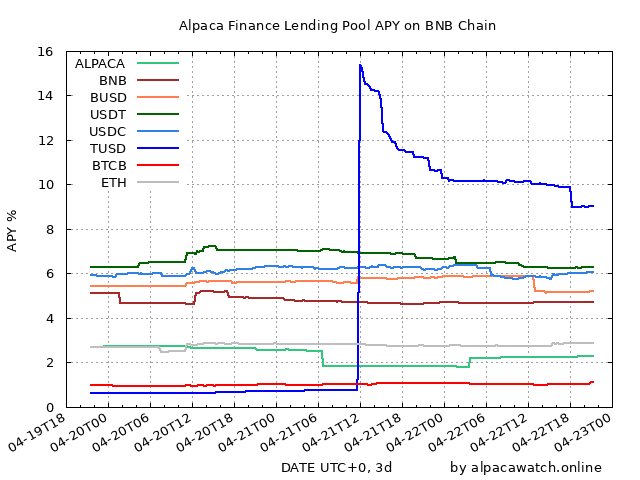 Alpaca Finance Lending Pool APY on BNB Chain
16
14
12
10
8
6
4
2
0
APY %
ALPACA
BNB
BUSD
USDT
USDC
TUSD
BTCB
ETH
04-19T18
04-20T00
04-20T06
04-20T12
04-20T18
04-21T00
04-21T06
04-21T12
04-21T18
04-22T00
04-22T06
04-22T12
04-22T18
04-23T00
DATE UTC+0, 3d
by alpacawatch.online